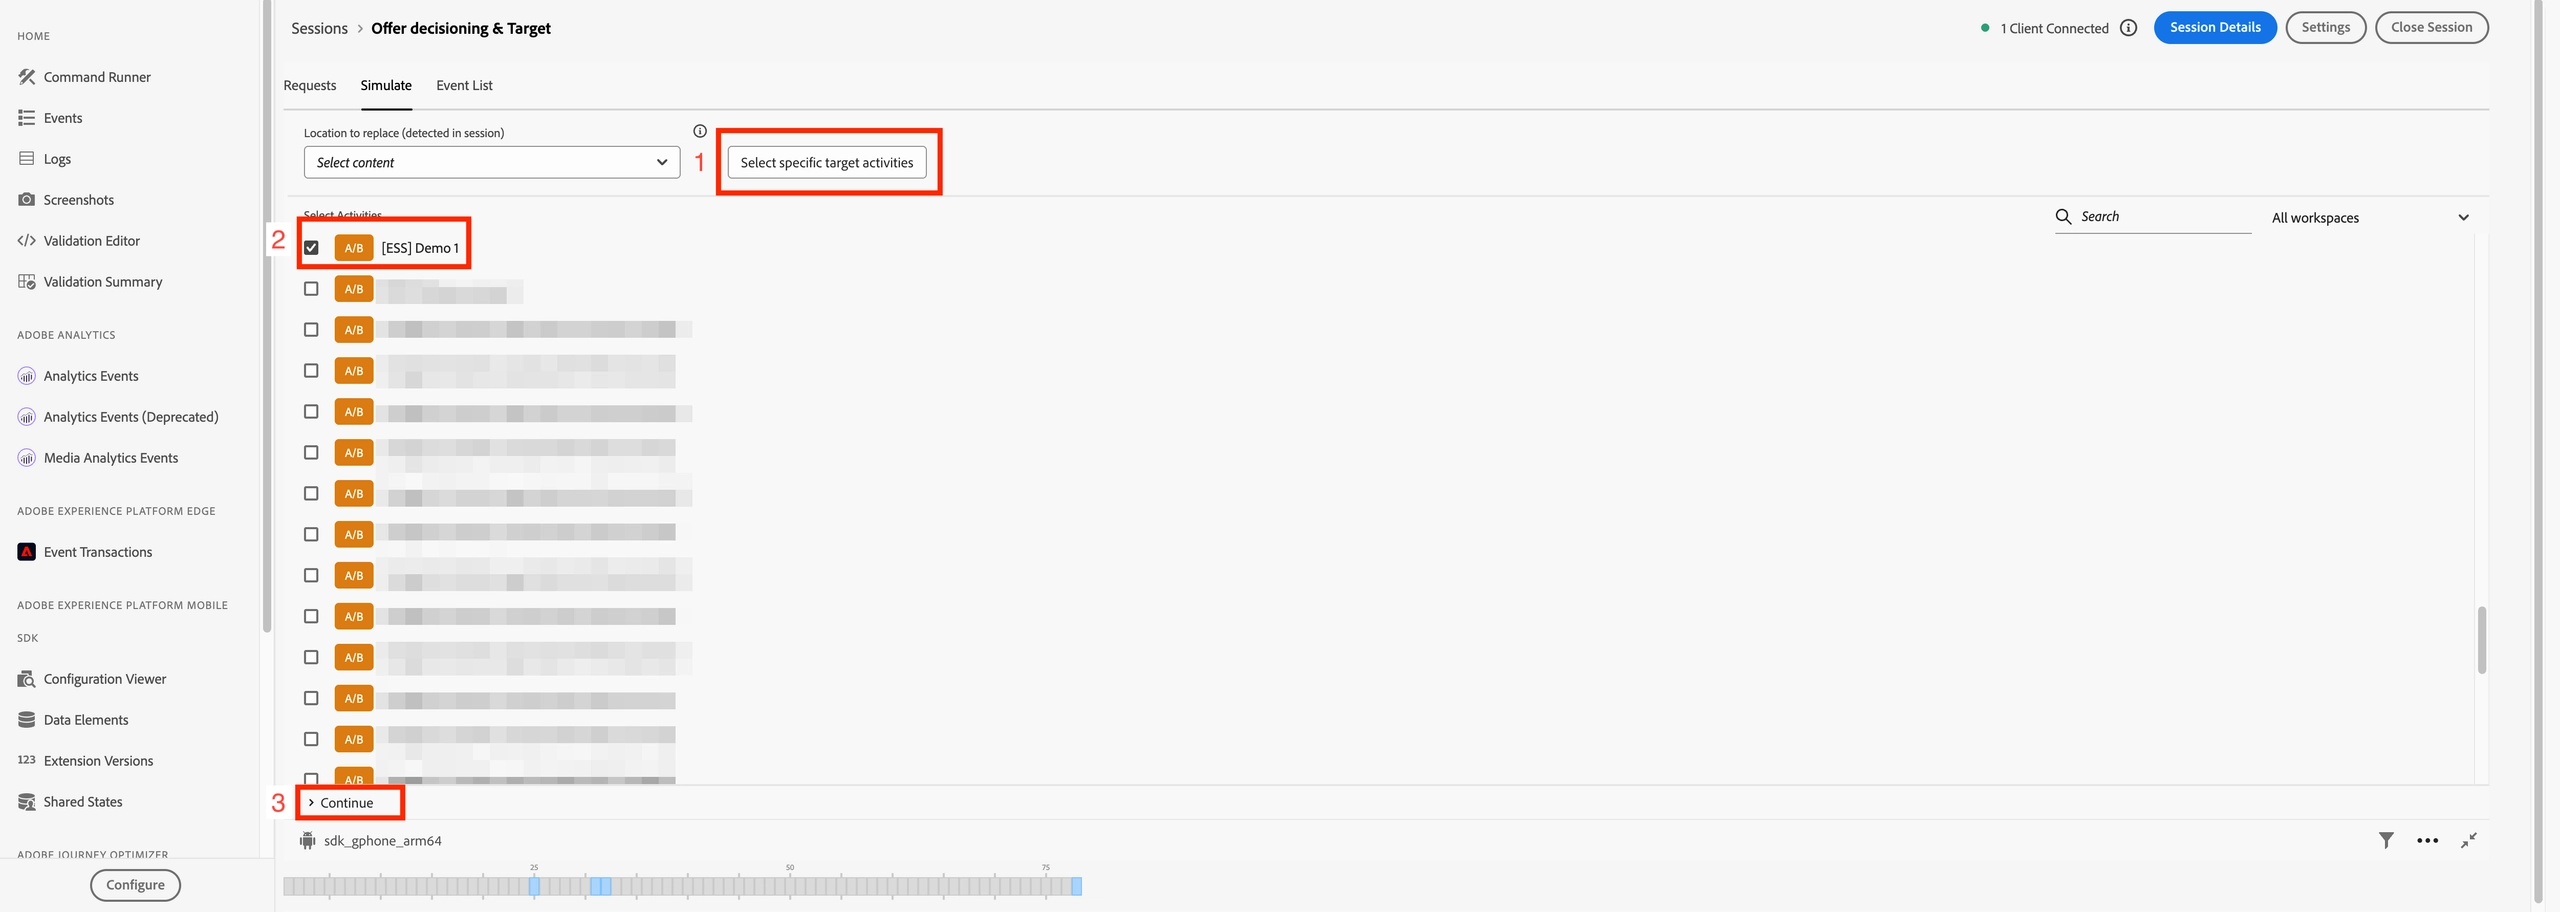 HOME
Command Runner
Events
Logs
Screenshots
Validation Editor
Validation Summary
ADOBE ANALYTICS
Analytics Events
Analytics Events (Deprecated)
Media Analytics Events
ADOBE EXPERIENCE PLATFORM EDGE
Event Transactions
ADOBE EXPERIENCE PLATFORM MOBILE
SDK
Configuration Viewer
Data Elements
123 Extension Versions
Shared States
ADOBE JOURNEY OPTIMIZER
Configure
Sessions > Offer decisioning & Target
1 Client Connected
Session Details
Settings
Close Session
Requests Simulate Event List
Location to replace (detected in session)
Select content
1
Select specific target activities
Select Activities
Search
All workspaces
2
A/B [ESS] Demo 1
A/B
A/B
A/B
A/B
A/B
A/B
A/B
A/B
A/B
A/B
A/B
A/B
A/B
3
> Continue
sdk_gphone_arm64
25 50 75